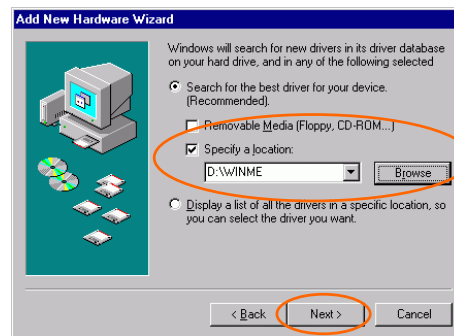 Add New Hardware Wizard
Windows will search for new drivers in its driver database
on your hard drive, and in any of the following selected
Search for the best driver for your device.
(Recommended).
Removable Media (Floppy, CD-ROM...)
Specify a location:
D:\WINME
Browse
Display a list of all the drivers in a specific location, so
you can select the driver you want.
< Back
Next >
Cancel